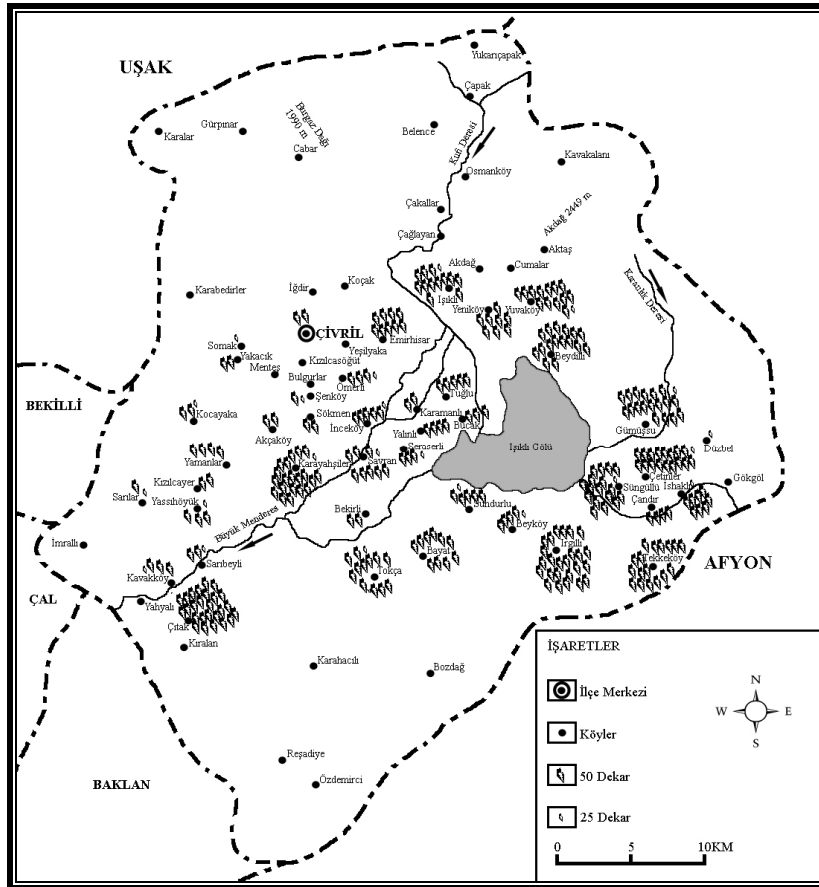 Yukarıçapak
UŞAK
Çapak
Karalar
Gürpınar
Burgaz Dağı
1990 m
Cabar
Belence
Kufi Deresi
Osmanköy
Kavakalanı
Çakallar
Çağlayan
Akdağ 2449 m
Aktaş
Akdağ
Cumalar
Karanlık Deresi
Karabedirler
İğdir
Koçak
Işıklı
Yeniköy
Yuvaköy
ÇİVRİL
Emirhisar
Somak
Yeşilyaka
Yakacık
Kızılcasöğüt
Beydilli
Menteş
Bulgurlar
Ömerli
BEKİLLİ
Şenköy
Tuğlu
Kocayaka
Sökmen
Karamanlı
Akçaköy
İnceköy
Bucak
Gümüşsu
Yalınlı
Düzbel
Seraserli
Işıklı Gölü
Yamanlar
Karayahşiler
Savran
Çetinler
Gökgöl
Kızılcayer
Süngüllü
İshaklı
Sarılar
Yassıhöyük
Bekirli
Sundurlu
Çandır
Büyük Menderes
Beyköy
İmrallı
Bayat
Irgıllı
Sarıbeyli
Tekkeköy
AFYON
Kavakköy
Tokça
ÇAL
Yahyalı
Çıtak
Kıralan
Karahacılı
Bozdağ
Reşadiye
Özdemirci
BAKLAN
İŞARETLER
İlçe Merkezi
Köyler
50 Dekar
25 Dekar
N
W
E
S
0
5
10KM